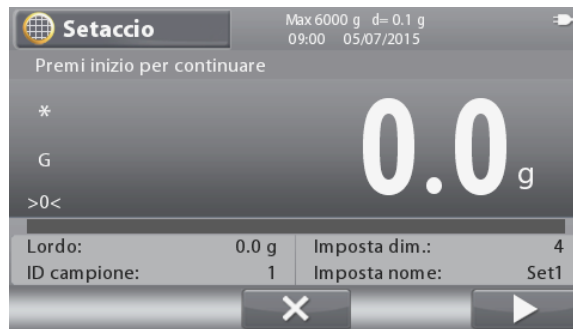 Setaccio
Max 6000 g d= 0.1 g
09:00 05/07/2015
Premi inizio per continuare
*
G
>0<
0.0 g
Lordo: 0.0 g
ID campione: 1
Imposta dim.: 4
Imposta nome: Set1